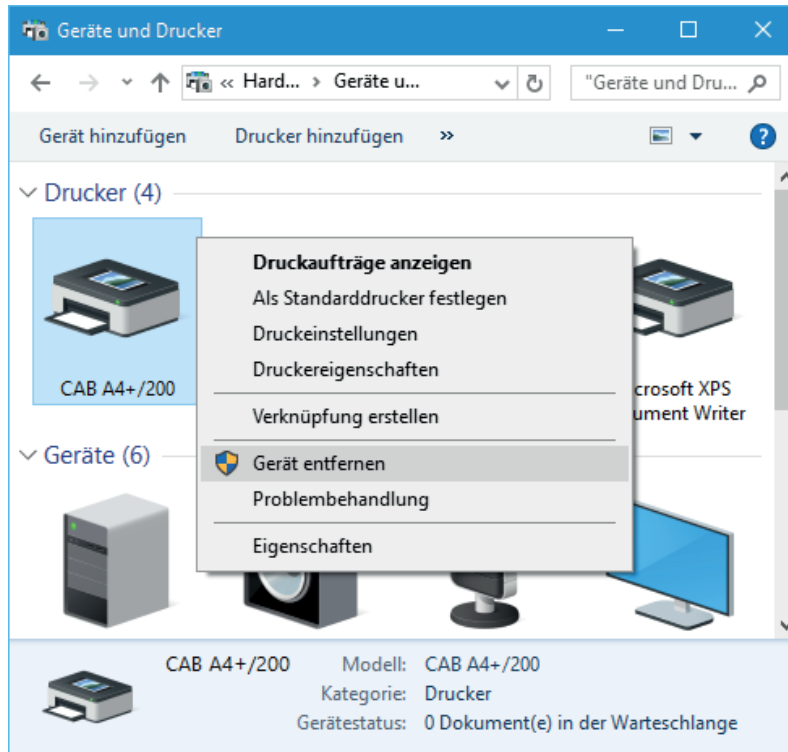 Geräte und Drucker
« Hard... > Geräte u...
"Geräte und Dru...
Gerät hinzufügen Drucker hinzufügen »
Drucker (4)
CAB A4+/200
Druckaufträge anzeigen
Als Standarddrucker festlegen
Druckeinstellungen
Druckereigenschaften
Verknüpfung erstellen
Gerät entfernen
Problembehandlung
Eigenschaften
crosoft XPS
ument Writer
Geräte (6)
CAB A4+/200 Modell: CAB A4+/200
Kategorie: Drucker
Gerätestatus: 0 Dokument(e) in der Warteschlange